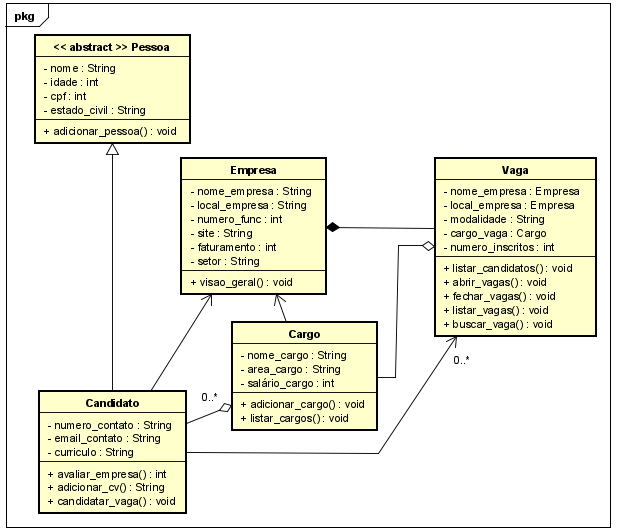 pkg
<< abstract >> Pessoa
- nome : String
- idade : int
- cpf : int
- estado_civil : String
+ adicionar_pessoa() : void
Empresa
- nome_empresa : String
- local_empresa : String
- numero_func : int
- site : String
- faturamento : int
- setor : String
+ visao_geral() : void
Vaga
- nome_empresa : Empresa
- local_empresa : Empresa
- modalidade : String
- cargo_vaga : Cargo
- numero_inscritos : int
+ listar_candidatos() : void
+ abrir_vagas() : void
+ fechar_vagas() : void
+ listar_vagas() : void
+ buscar_vaga() : void
Cargo
- nome_cargo : String
- area_cargo : String
- salário_cargo : int
+ adicionar_cargo() : void
+ listar_cargos() : void
0..*
0..*
Candidato
- numero_contato : String
- email_contato : String
- curriculo : String
+ avaliar_empresa() : int
+ adicionar_cv() : String
+ candidatar_vaga() : void